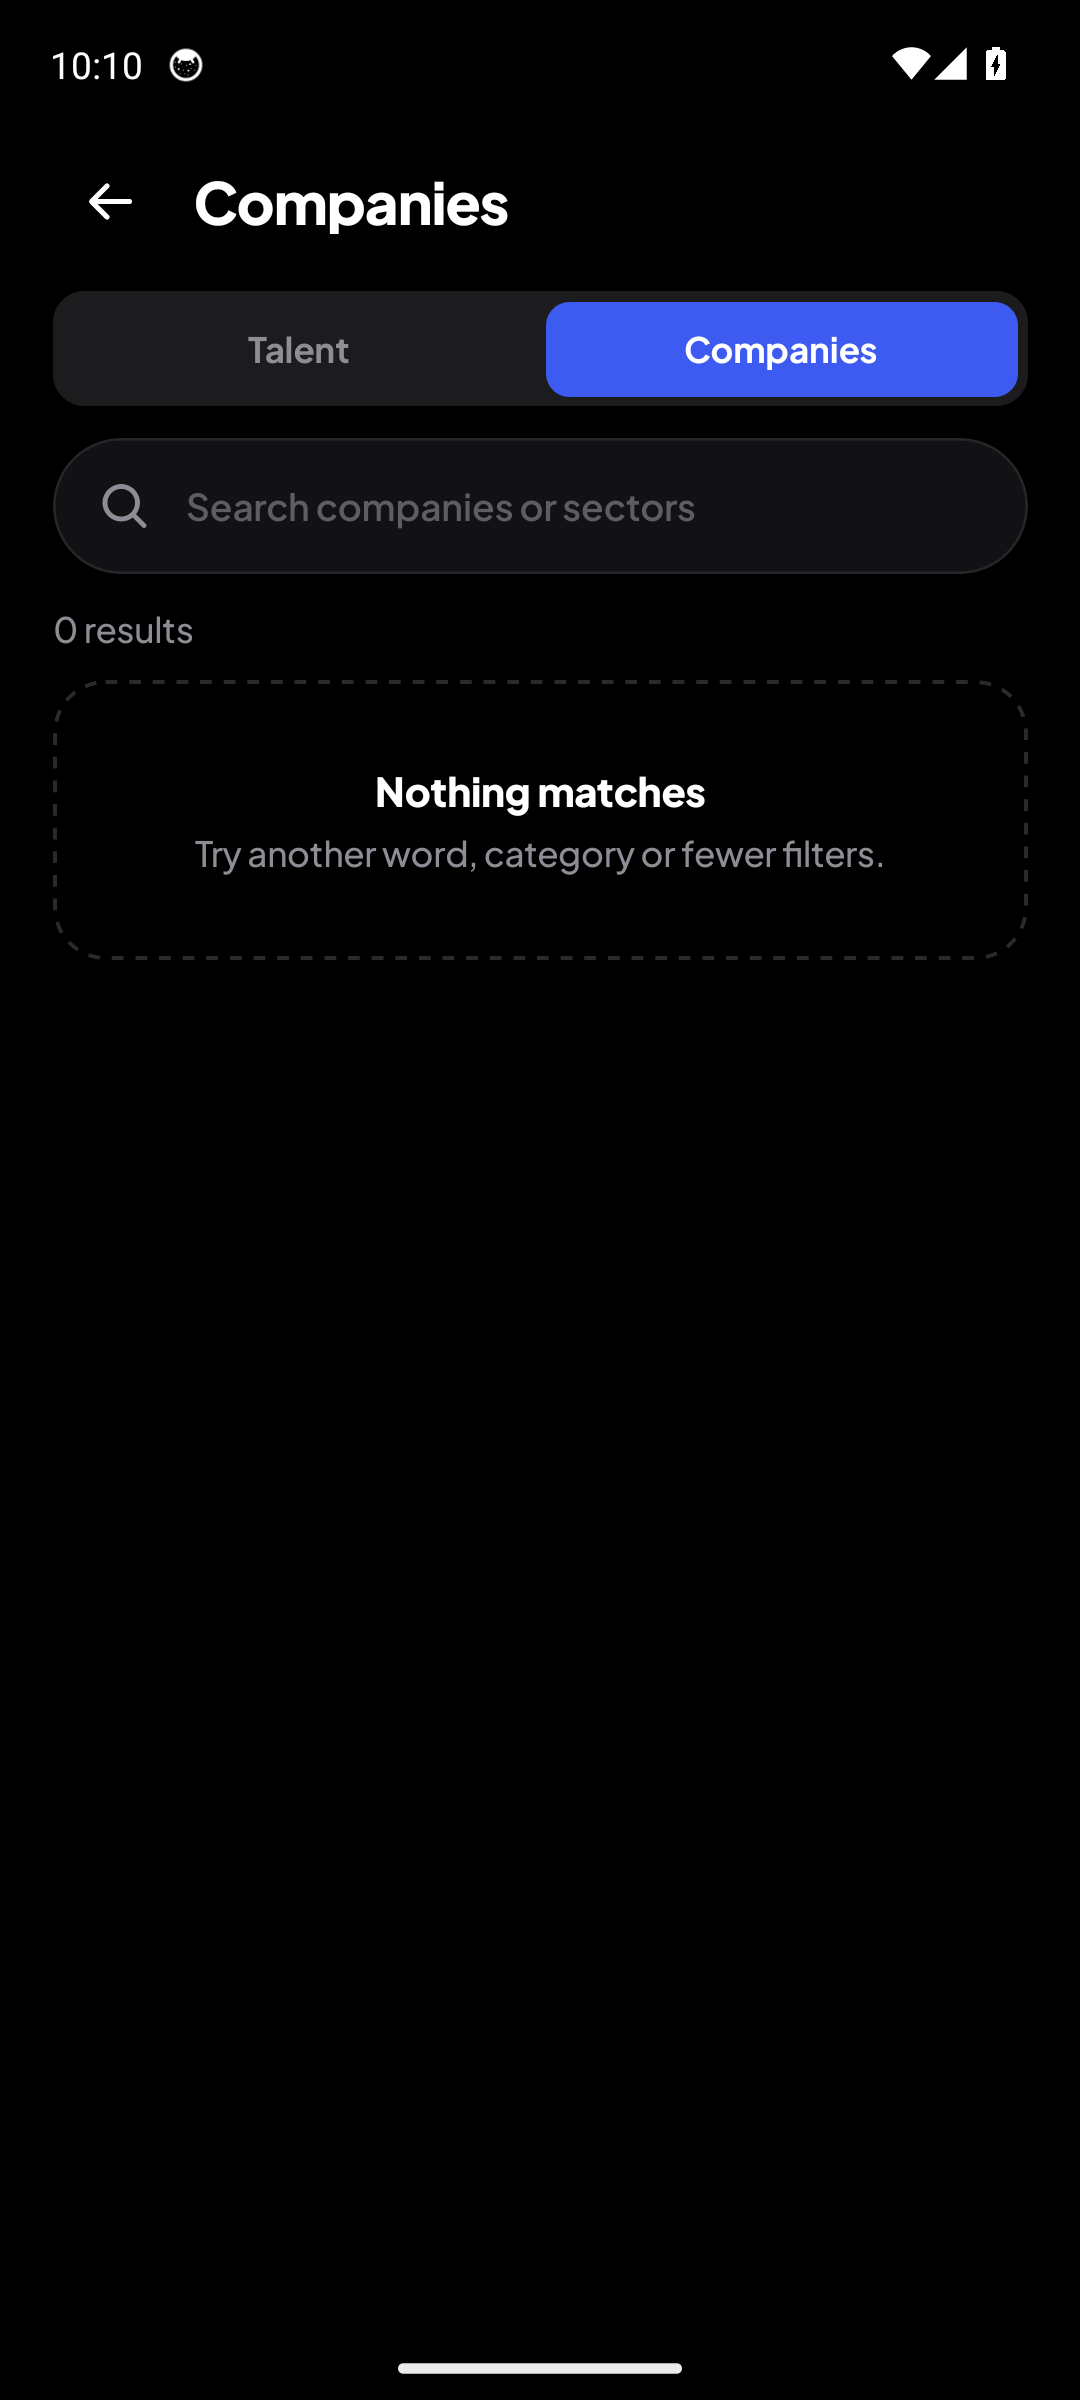 10:10
Companies
Talent
Companies
Search companies or sectors
0 results
Nothing matches
Try another word, category or fewer filters.